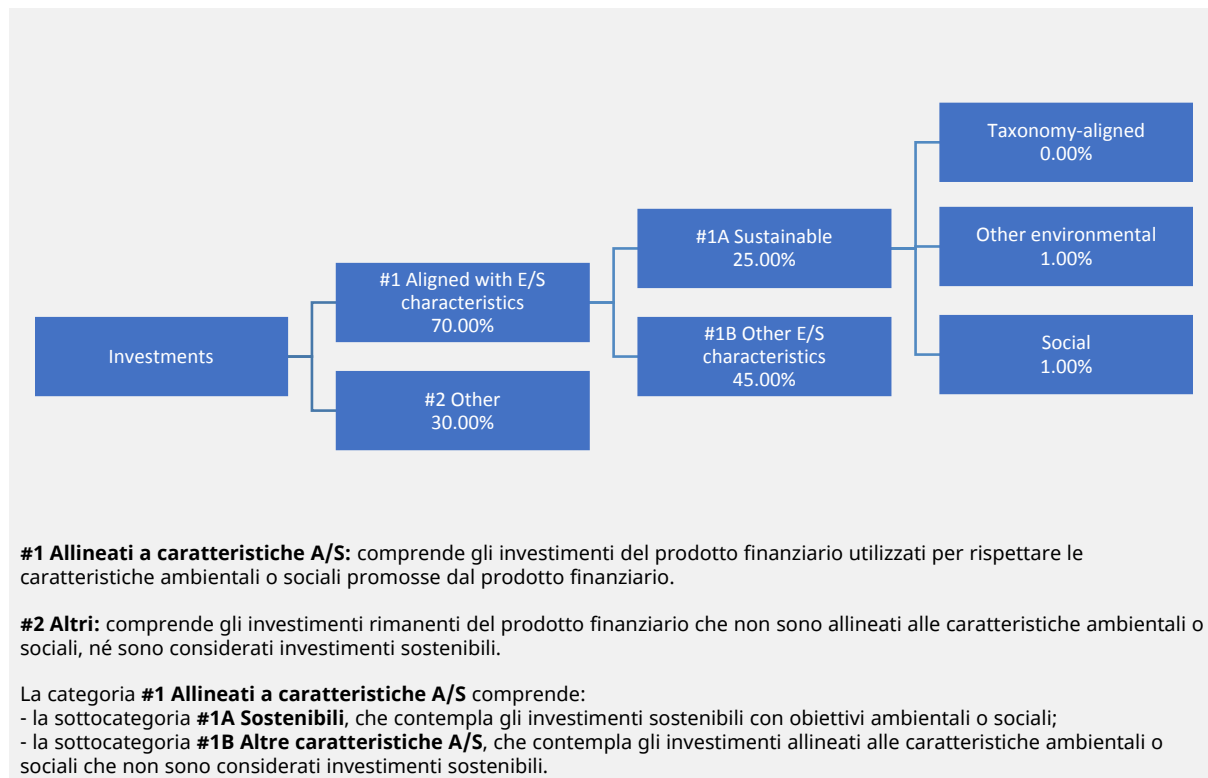 Taxonomy-aligned
0.00%
#1A Sustainable
25.00%
Other environmental
1.00%
#1 Aligned with E/S
characteristics
70.00%
Investments
#1B Other E/S
characteristics
45.00%
Social
1.00%
#2 Other
30.00%
#1 Allineati a caratteristiche A/S: comprende gli investimenti del prodotto finanziario utilizzati per rispettare le
caratteristiche ambientali o sociali promosse dal prodotto finanziario.
#2 Altri: comprende gli investimenti rimanenti del prodotto finanziario che non sono allineati alle caratteristiche ambientali o
sociali, né sono considerati investimenti sostenibili.
La categoria #1 Allineati a caratteristiche A/S comprende:
- la sottocategoria #1A Sostenibili, che contempla gli investimenti sostenibili con obiettivi ambientali o sociali;
- la sottocategoria #1B Altre caratteristiche A/S, che contempla gli investimenti allineati alle caratteristiche ambientali o
sociali che non sono considerati investimenti sostenibili.